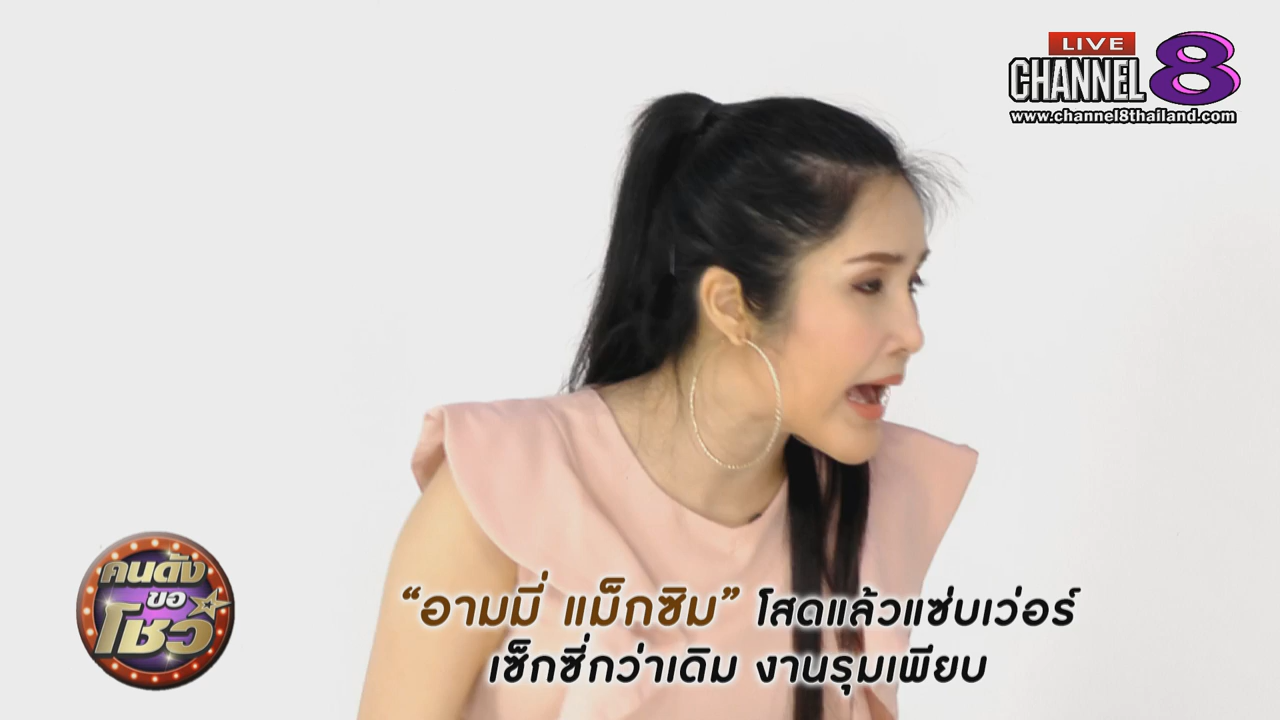 LIVE
CHANNEL 8
www.channel8thailand.com
คนดัง
ขอ
โชว์
“อามมี่ แม็กซิม” โสดแล้วแซ่บเว่อร์
เซ็กซี่กว่าเดิม งานรุมเพียบ